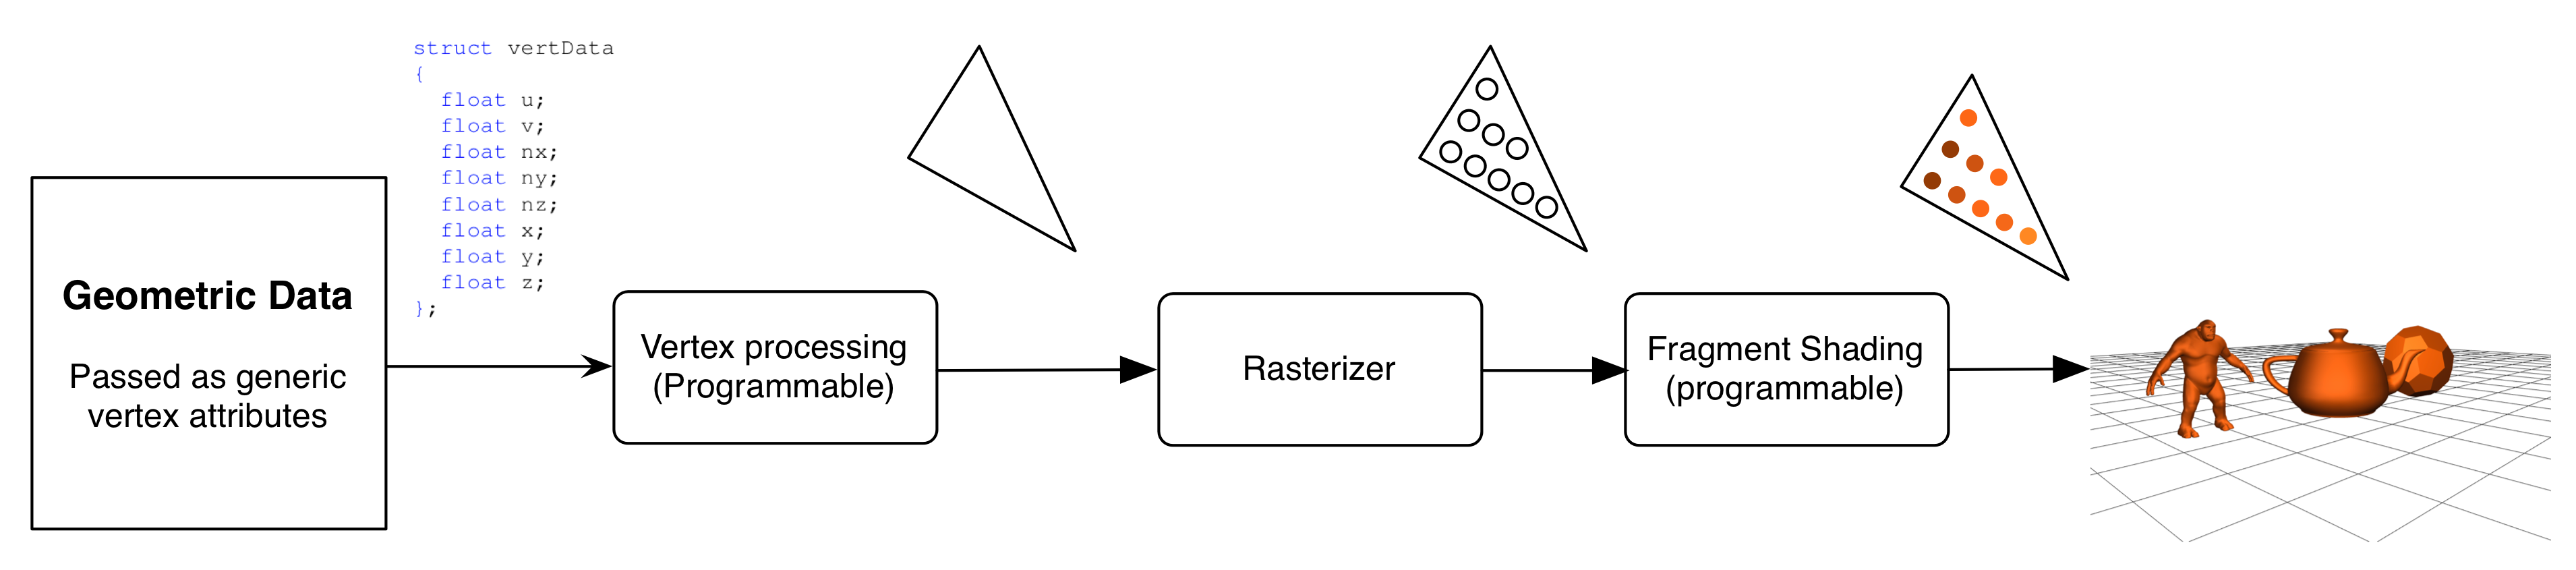 Geometric Data
Passed as generic
vertex attributes
struct vertData
{
float u;
float v;
float nx;
float ny;
float nz;
float x;
float y;
float z;
};
Vertex processing
(Programmable)
Rasterizer
Fragment Shading
(programmable)